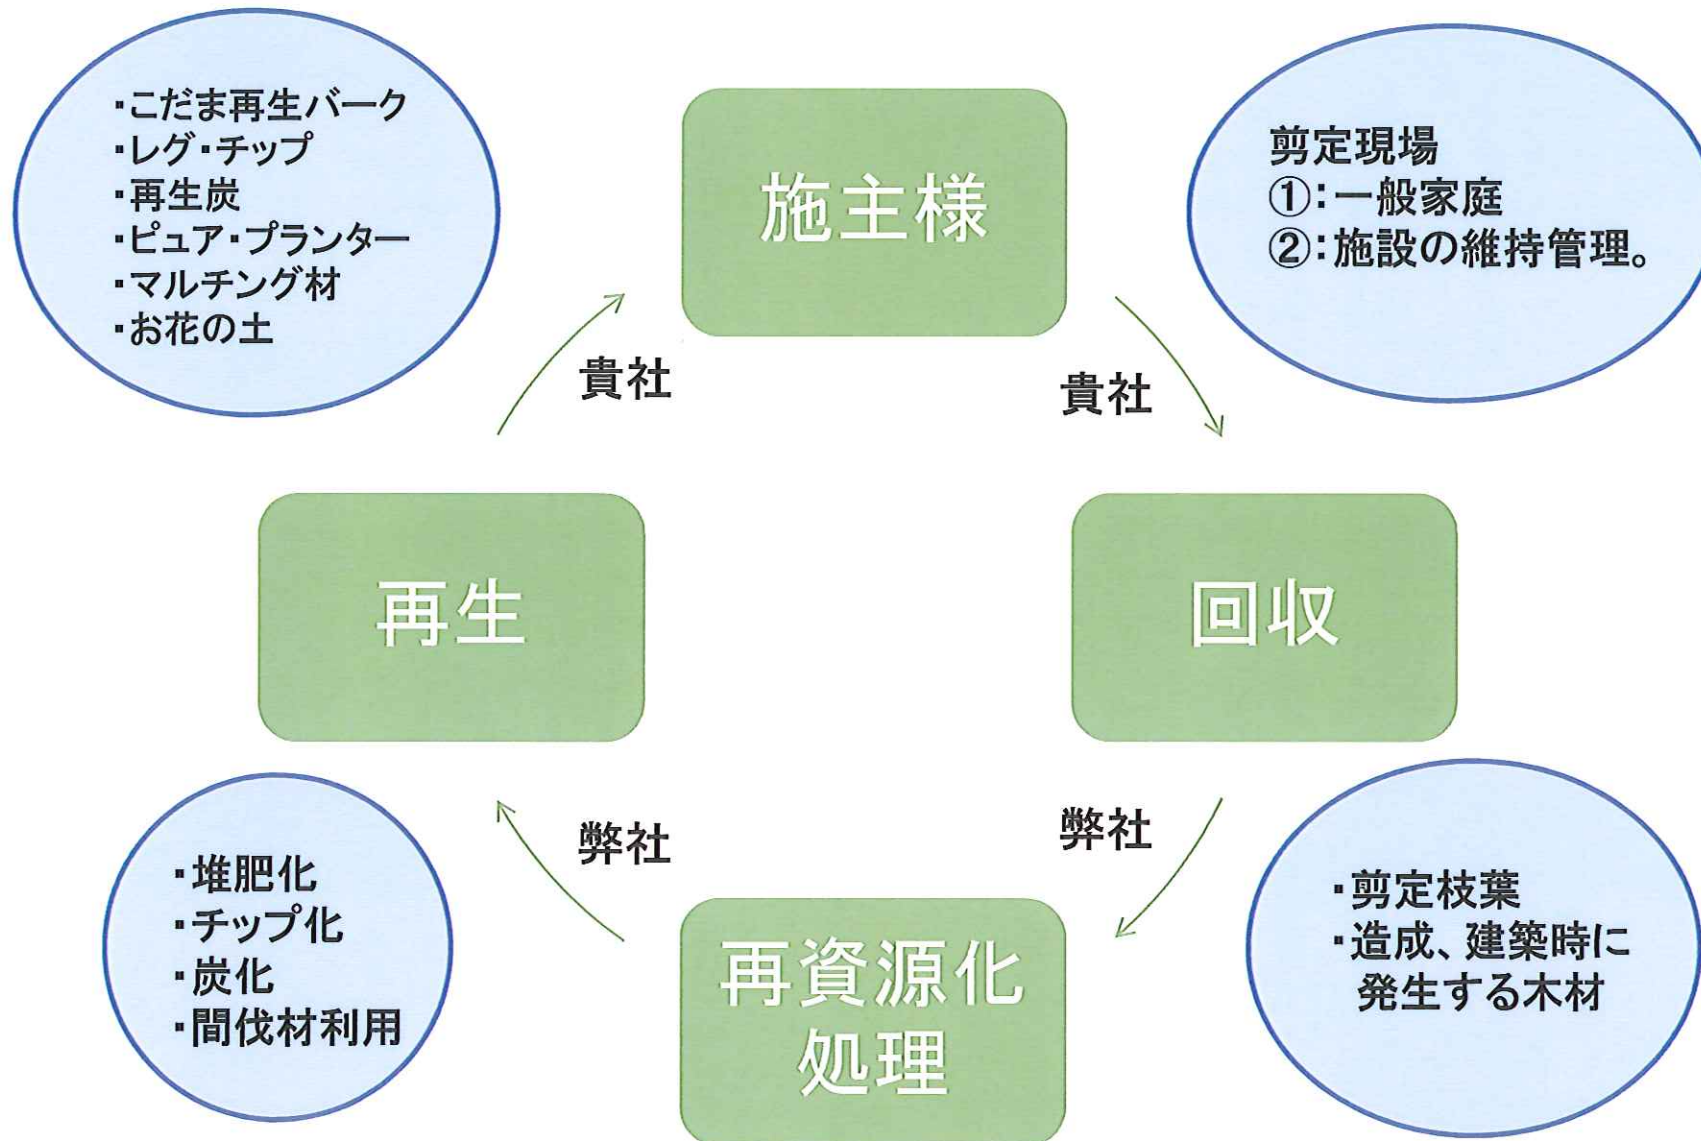 ・こだま再生バーク
・レグ・チップ
・再生炭
・ピュア・プランター
・マルチング材
・お花の土
施主様
剪定現場
①：一般家庭
②：施設の維持管理。
貴社
貴社
再生
回収
弊社
弊社
・堆肥化
・チップ化
・炭化
・間伐材利用
再資源化
処理
・剪定枝葉
・造成、建築時に
発生する木材